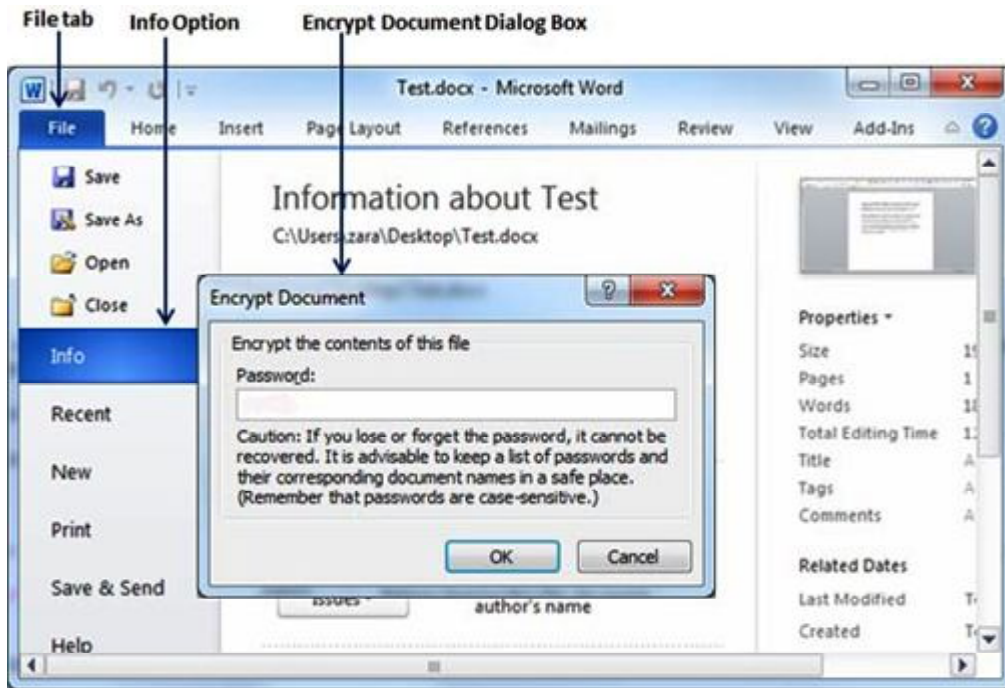 File tab Info Option Encrypt Document Dialog Box
Test.docx - Microsoft Word
File Home Insert Page Layout References Mailings Review View Add-Ins
Save
Save As
Open
Close
Info
Recent
New
Print
Save & Send
Help
Information about Test
C:\Users\zara\Desktop\Test.docx
Encrypt Document
Encrypt the contents of this file
Password:
Caution: If you lose or forget the password, it cannot be
recovered. It is advisable to keep a list of passwords and
their corresponding document names in a safe place.
(Remember that passwords are case-sensitive.)
OK Cancel
Issues
author's name
Properties
Size
Pages 1
Words
Total Editing Time
Title
Tags
Comments
Related Dates
Last Modified
Created